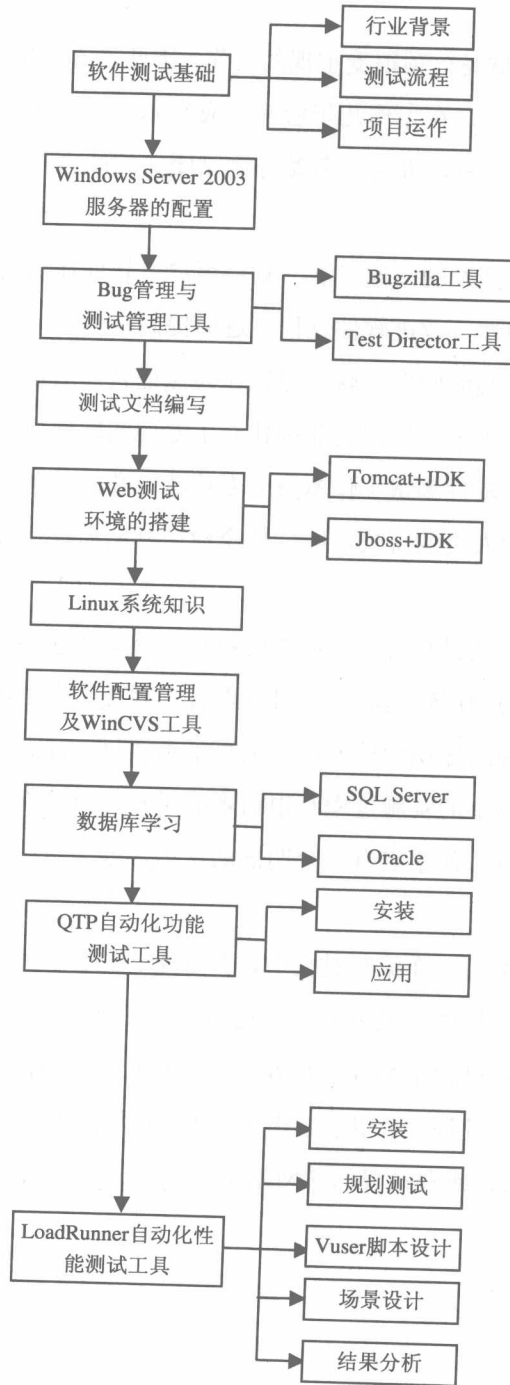 行业背景
软件测试基础
测试流程
项目运作
Windows Server 2003
服务器的配置
Bug管理与
测试管理工具
Bugzilla工具
Test Director工具
测试文档编写
Web测试
环境的搭建
Tomcat+JDK
Jboss+JDK
Linux系统知识
软件配置管理
及WinCVS工具
数据库学习
SQL Server
Oracle
QTP自动化功能
测试工具
安装
应用
安装
规划测试
LoadRunner自动化性
能测试工具
Vuser脚本设计
场景设计
结果分析